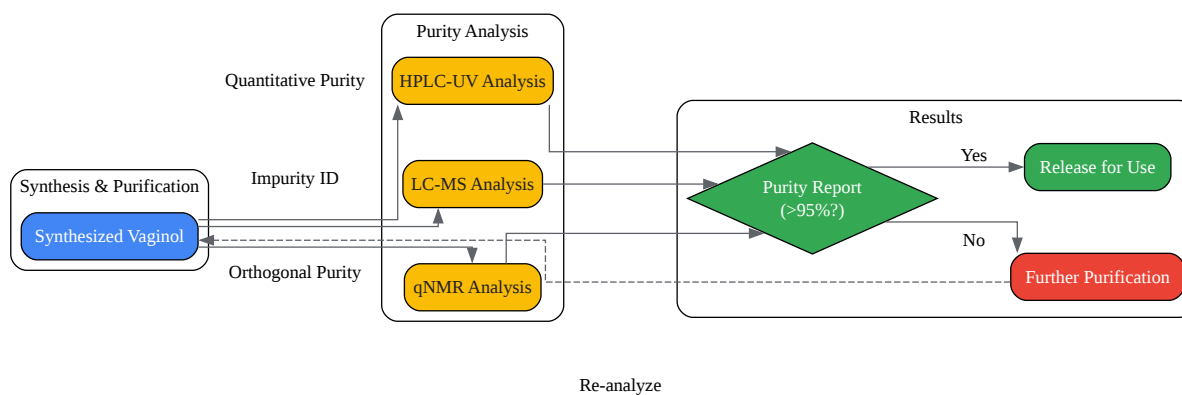 Synthesis & Purification
Synthesized Vaginol
Quantitative Purity
Impurity ID
Orthogonal Purity
Purity Analysis
HPLC-UV Analysis
LC-MS Analysis
qNMR Analysis
Results
Purity Report
(>95%?)
Yes
Release for Use
No
Further Purification
Re-analyze